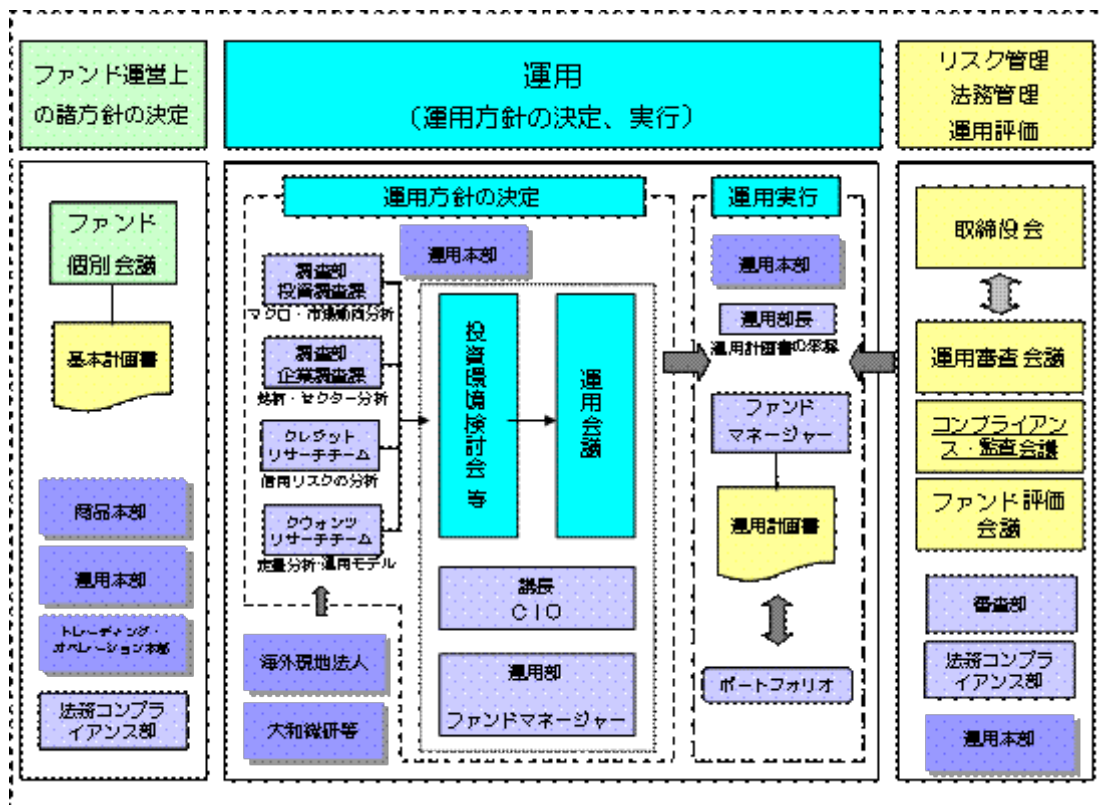 ファンド運営上
の諸方針の決定
運用
(運用方針の決定、実行)
リスク管理
法務管理
運用評価
ファンド
個別会議
基本計画書
商品本部
運用本部
トレーディング・
オペレーション本部
法務コンプラ
イアンス部
運用方針の決定
運用本部
調査部
投資調査課
マクロ・市場動向分析
調査部
企業調査課
銘柄・セクター分析
クレジット
リサーチチーム
信用リスクの分析
クウォンツ
リサーチチーム
定量分析・運用モデル
海外現地法人
大和総研等
投資環境検討会 等
運用会議
議長
CIO
運用部
ファンドマネージャー
運用実行
運用本部
運用部長
運用計画書の承認
ファンド
マネージャー
運用計画書
ポートフォリオ
取締役会
運用審査会議
コンプライアン
ス・監査会議
ファンド評価
会議
審査部
法務コンプラ
イアンス部
運用本部